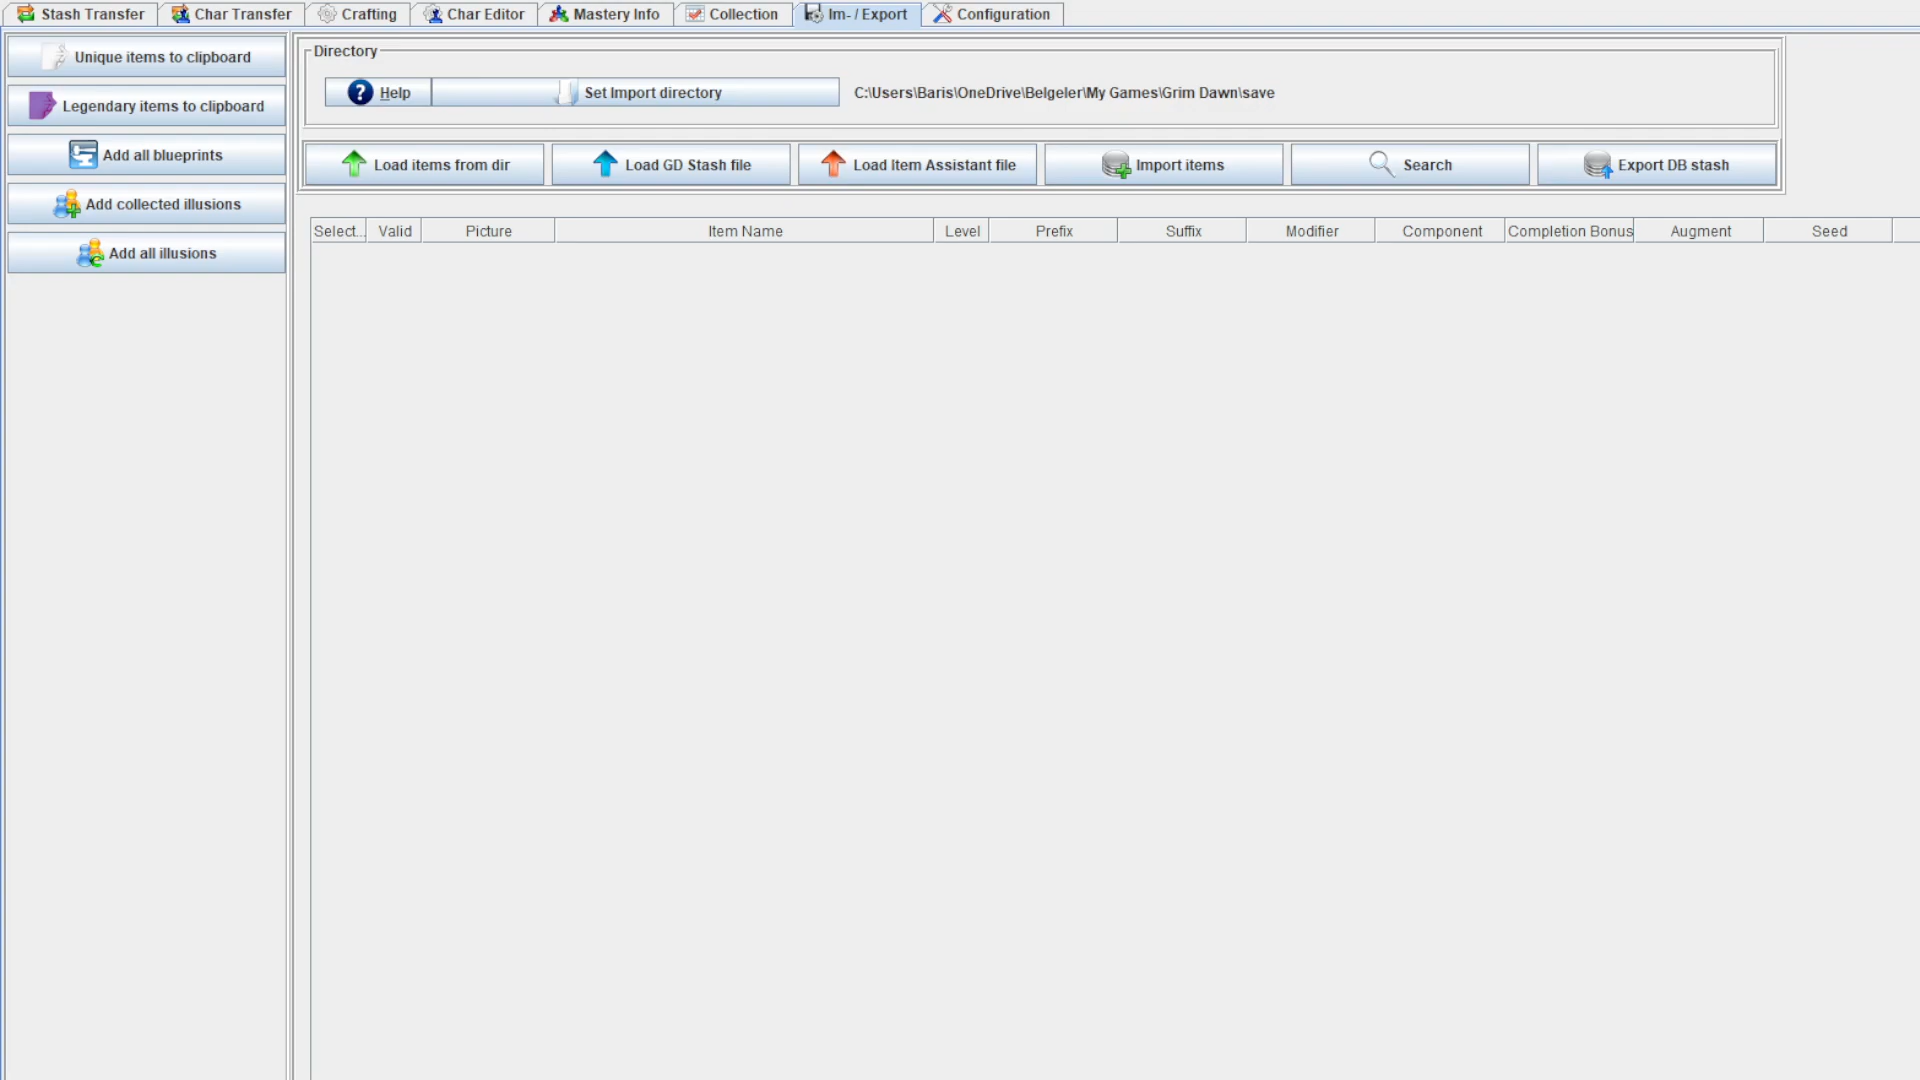 Stash Transfer
Char Transfer
Crafting
Char Editor
Mastery Info
Collection
Im- / Export
Configuration
Unique items to clipboard
Legendary items to clipboard
Add all blueprints
Add collected illusions
Add all illusions
Directory
Help
Set Import directory
C:\Users\Baris\OneDrive\Belgeler\My Games\Grim Dawn\save
Load items from dir
Load GD Stash file
Load Item Assistant file
Import items
Search
Export DB stash
Select...
Valid
Picture
Item Name
Level
Prefix
Suffix
Modifier
Component
Completion Bonus
Augment
Seed